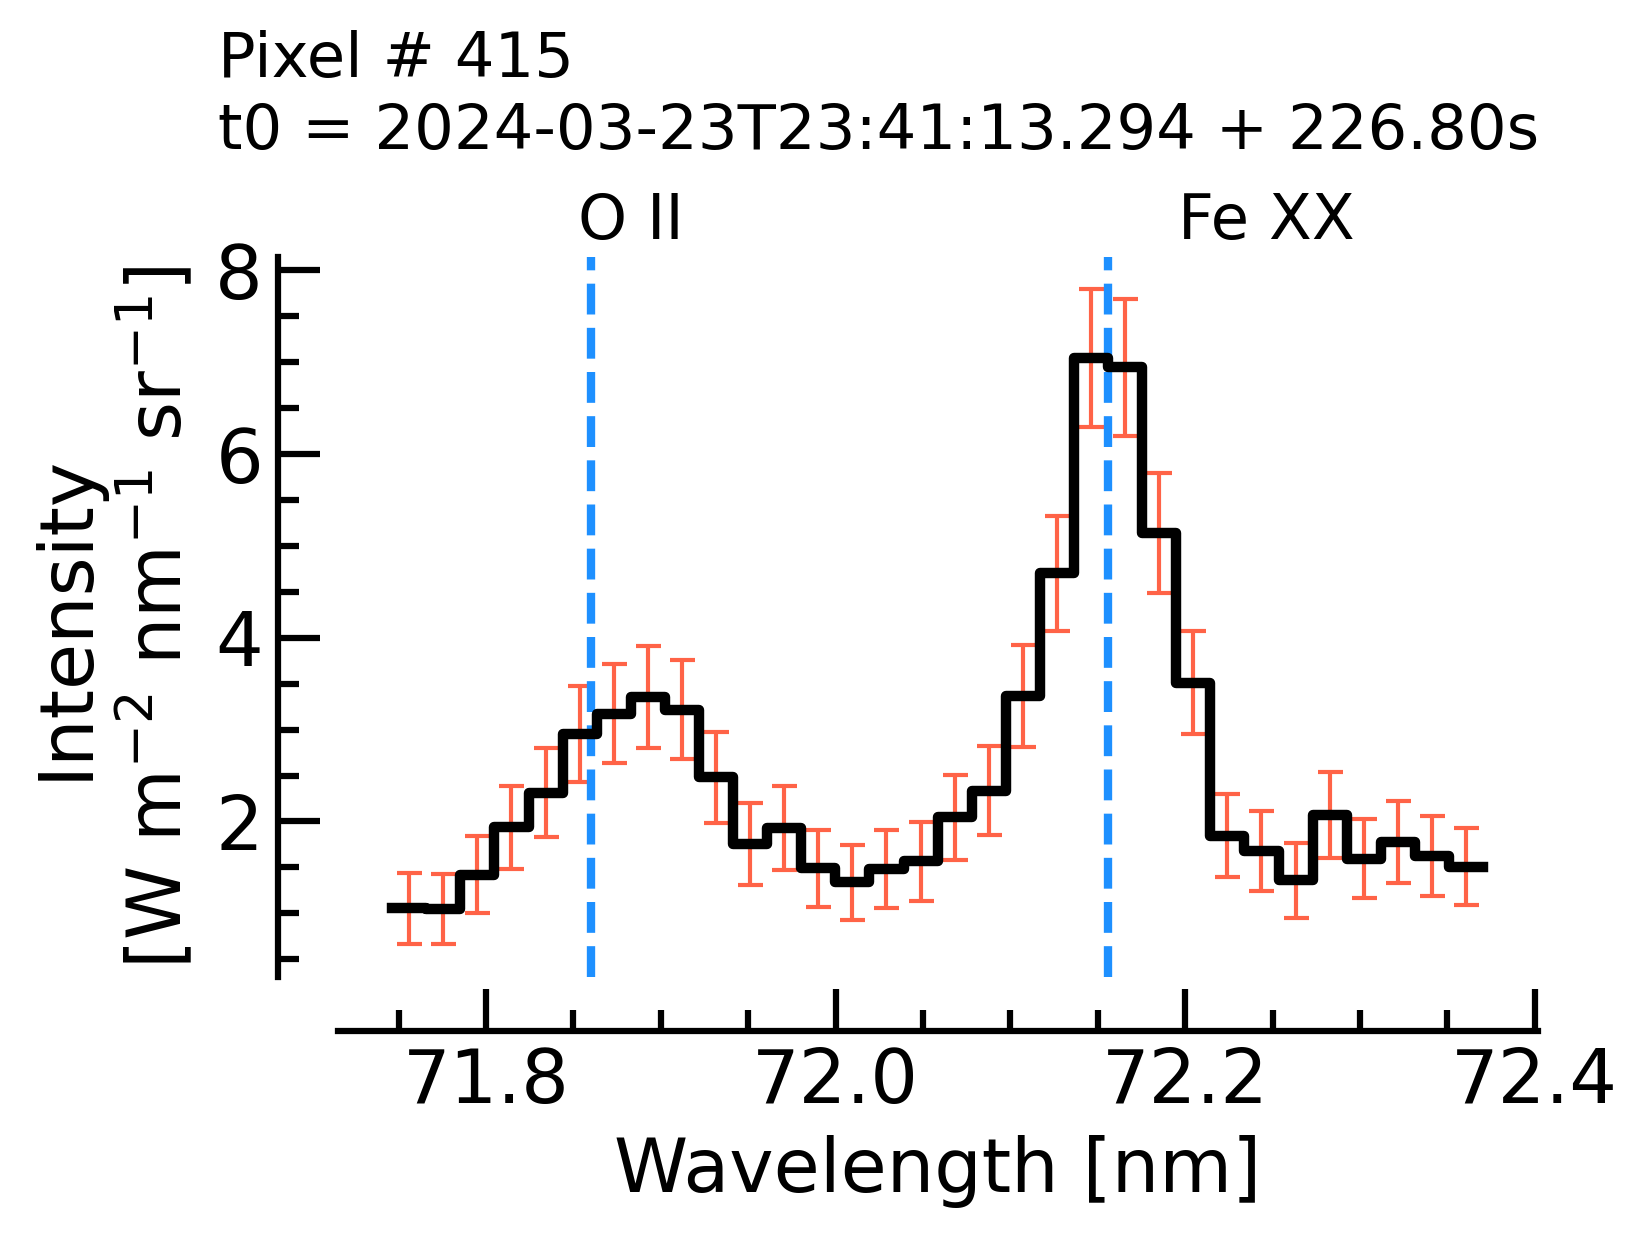 Pixel # 415
t0 = 2024-03-23T23:41:13.294 + 226.80s
O II Fe XX
Intensity
[W m⁻² nm⁻¹ sr⁻¹]
8
6
4
2
71.8 72.0 72.2 72.4
Wavelength [nm]